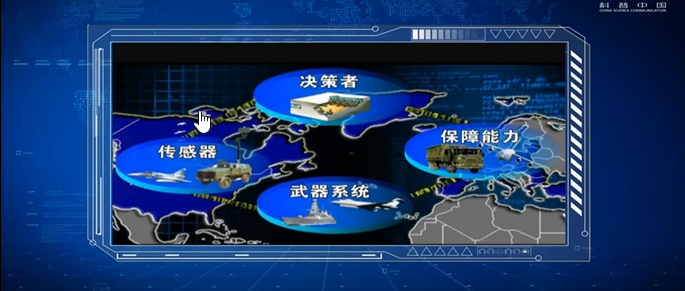 科普中国
CHINA SCIENCE COMMUNICATION
决策者
传感器
保障能力
武器系统